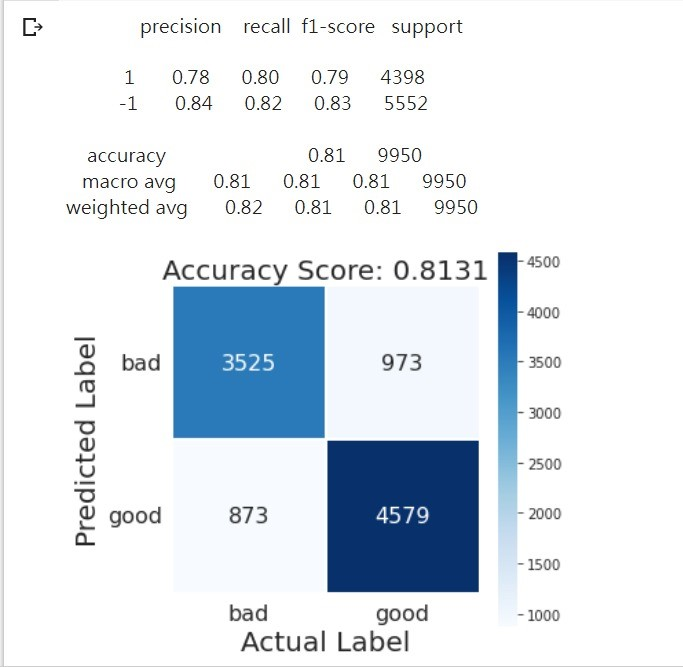 precision recall f1-score support
1 0.78 0.80 0.79 4398
-1 0.84 0.82 0.83 5552
accuracy 0.81 9950
macro avg 0.81 0.81 0.81 9950
weighted avg 0.82 0.81 0.81 9950
Accuracy Score: 0.8131
4500
4000
3500
3000
2500
2000
1500
1000
Predicted Label
bad 3525 973
good 873 4579
bad good
Actual Label